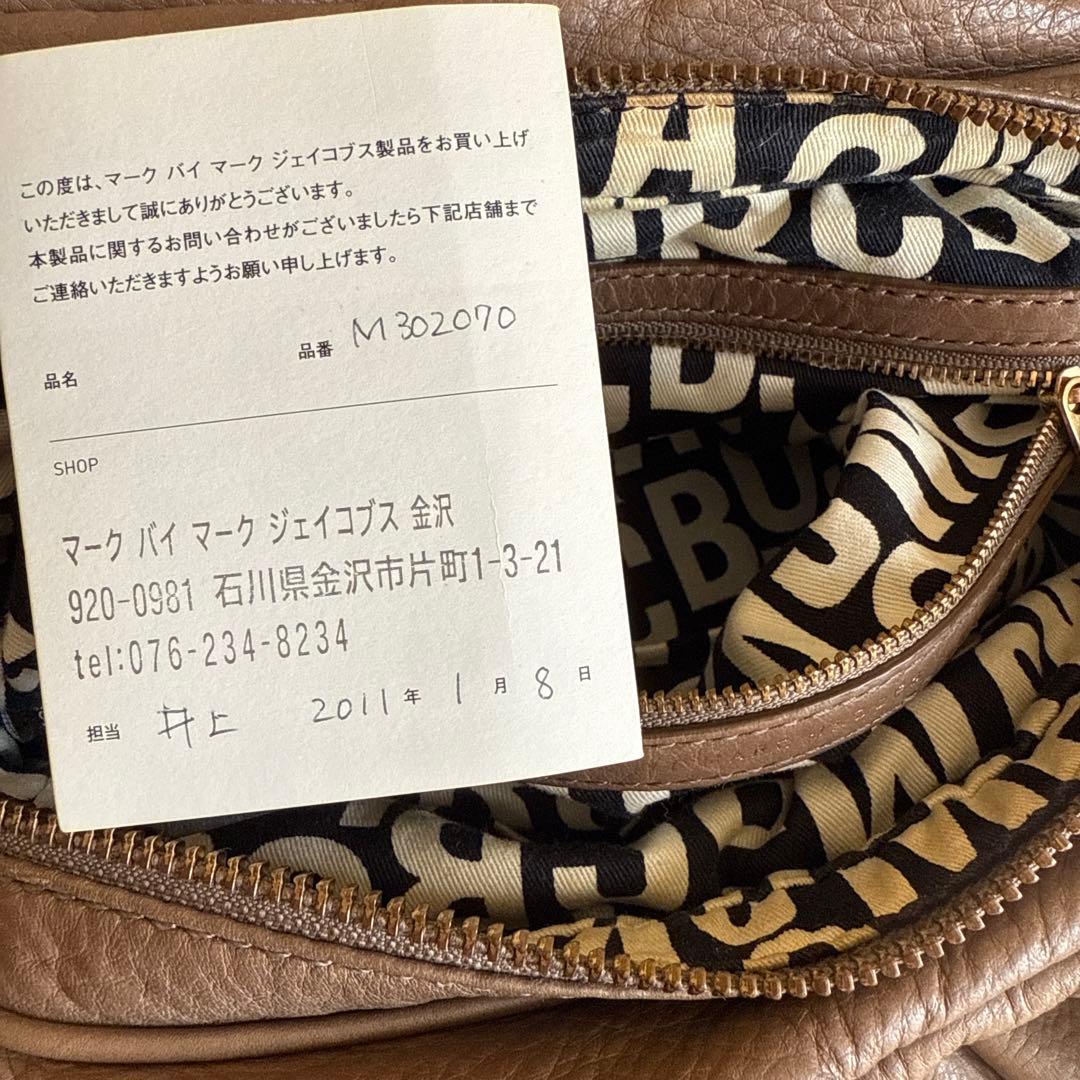 この度は、マーク バイ マーク ジェイコブス製品をお買い上げ
いただきまして誠にありがとうございます。
本製品に関するお問い合わせがございましたら下記店舗まで
ご連絡いただきますようお願い申し上げます。
品名 品番 M302070
SHOP
マーク バイ マーク ジェイコブス 金沢
920-0981 石川県金沢市片町1-3-21
tel:076-234-8234
担当 井上 2011年 1月 8日